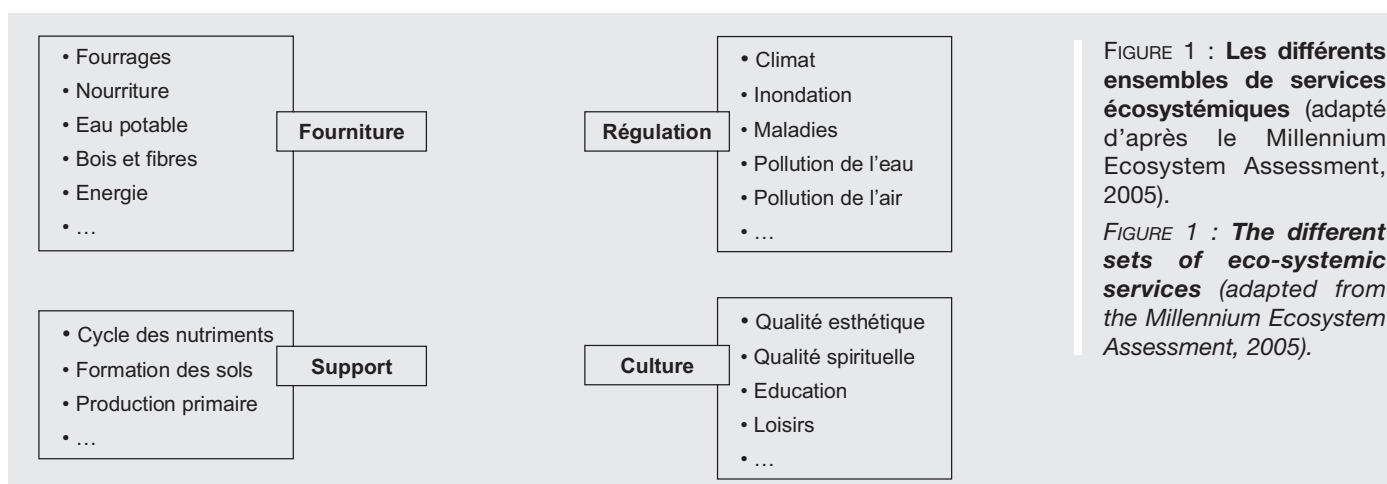 • Fourrages
• Nourriture
• Eau potable
• Bois et fibres
• Energie
• …
Fourniture
Régulation
• Climat
• Inondation
• Maladies
• Pollution de l'eau
• Pollution de l'air
• …
• Cycle des nutriments
• Formation des sols
• Production primaire
• …
Support
Culture
• Qualité esthétique
• Qualité spirituelle
• Education
• Loisirs
• …
FIGURE 1 : Les différents
ensembles de services
écosystémiques (adapté
d'après le Millennium
Ecosystem Assessment,
2005).
FIGURE 1 : The different
sets of eco-systemic
services (adapted from
the Millennium Ecosystem
Assessment, 2005).